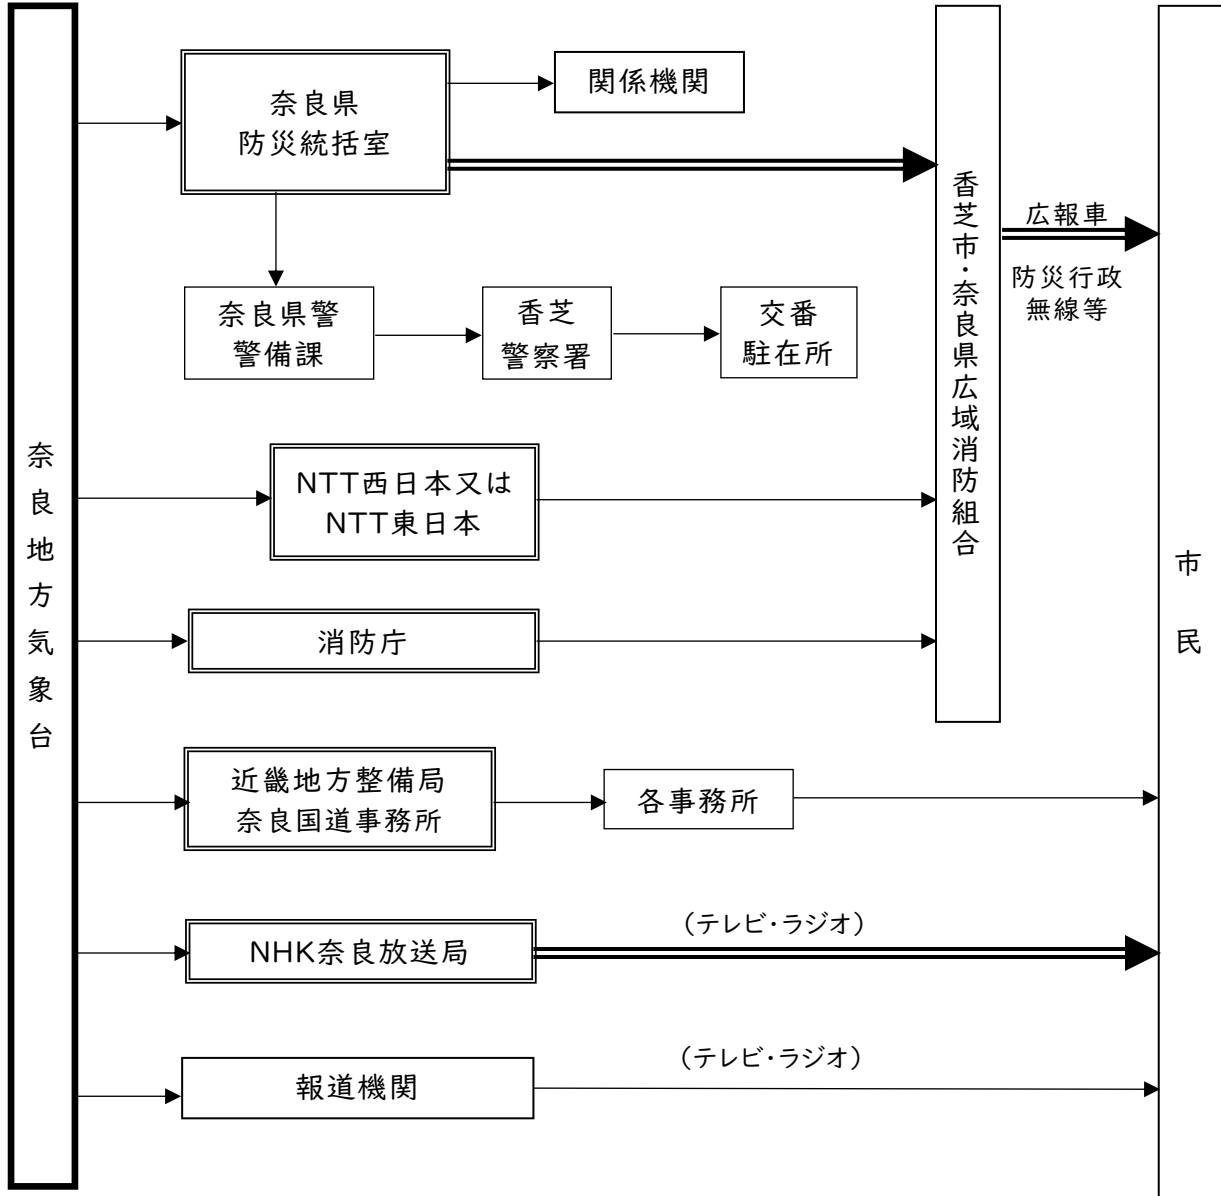 奈良地方気象台
奈良県
防災統括室
関係機関
奈良県警
警備課
香芝
警察署
交番
駐在所
NTT西日本又は
NTT東日本
消防庁
香芝市・奈良県広域消防組合
広報車
防災行政
無線等
近畿地方整備局
奈良国道事務所
各事務所
NHK奈良放送局
（テレビ・ラジオ）
報道機関
（テレビ・ラジオ）
市民